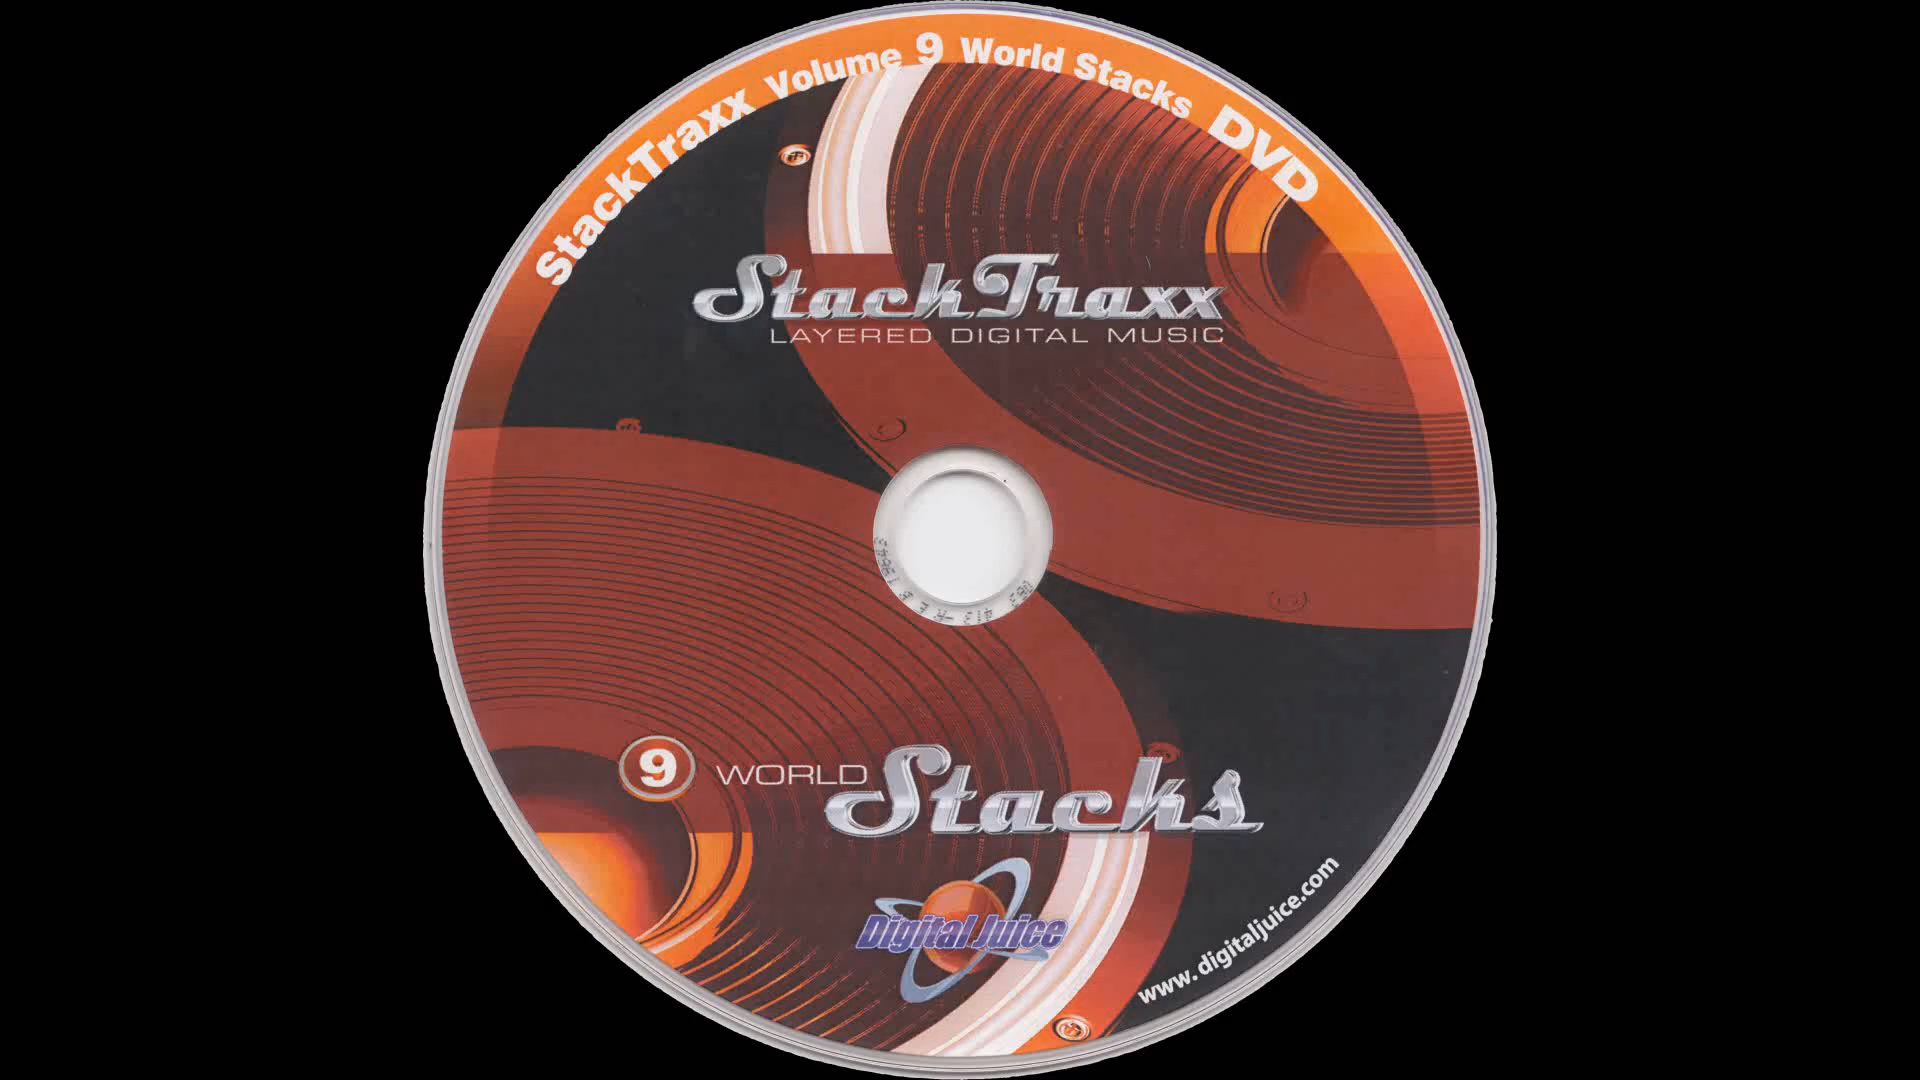 StackTraxx Volume 9 World Stacks DVD
StackTraxx
LAYERED DIGITAL MUSIC
9 WORLD Stacks
Digital Juice
www.digitaljuice.com